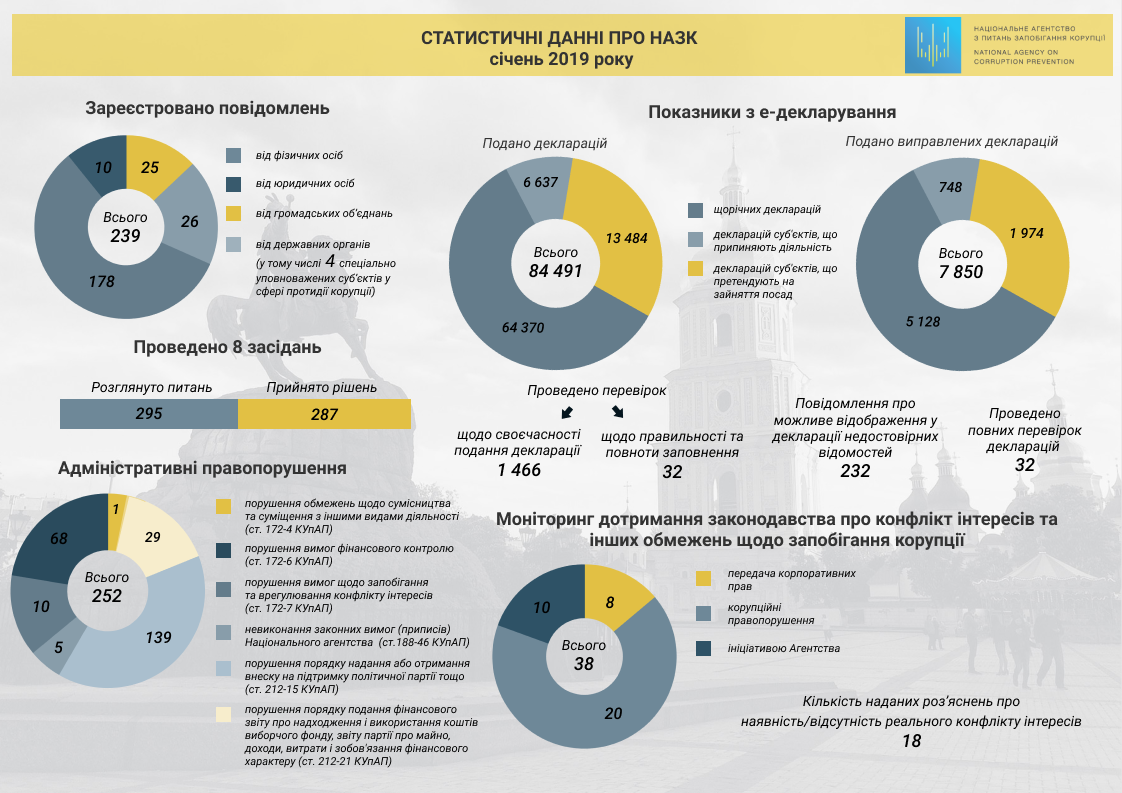 СТАТИСТИЧНІ ДАННІ ПРО НАЗК
січень 2019 року
НАЦІОНАЛЬНЕ АГЕНТСТВО
З ПИТАНЬ ЗАПОБІГАННЯ КОРУПЦІЇ
NATIONAL AGENCY ON
CORRUPTION PREVENTION
Зареєстровано повідомлень
10
25
26
178
Всього
239
від фізичних осіб
від юридичних осіб
від громадських об'єднань
від державних органів
(у тому числі 4 спеціально
уповноважених суб'єктів у
сфері протидії корупції)
Проведено 8 засідань
Розглянуто питань
Прийнято рішень
295
287
Адміністративні правопорушення
1
29
139
5
10
68
Всього
252
порушення обмежень щодо сумісництва
та суміщення з іншими видами діяльності
(ст. 172-4 КУпАП)
порушення вимог фінансового контролю
(ст. 172-6 КУпАП)
порушення вимог щодо запобігання
та врегулювання конфлікту інтересів
(ст. 172-7 КУпАП)
невиконання законних вимог (приписів)
Національного агентства (ст.188-46 КУпАП)
порушення порядку надання або отримання
внеску на підтримку політичної партії тощо
(ст. 212-15 КУпАП)
порушення порядку подання фінансового
звіту про надходження і використання коштів
виборчого фонду, звіту партії про майно,
доходи, витрати і зобов'язання фінансового
характеру (ст. 212-21 КУпАП)
Показники з е-декларування
Подано декларацій
6 637
13 484
64 370
Всього
84 491
щорічних декларацій
декларацій суб'єктів, що
припиняють діяльність
декларацій суб'єктів, що
претендують на
зайняття посад
Подано виправлених декларацій
748
1 974
5 128
Всього
7 850
Проведено перевірок
щодо своєчасності
подання декларації
1 466
щодо правильності та
повноти заповнення
32
Повідомлення про
можливе відображення у
декларації недостовірних
відомостей
232
Проведено
повних перевірок
декларацій
32
Моніторинг дотримання законодавства про конфлікт інтересів та
інших обмежень щодо запобігання корупції
10
8
20
Всього
38
передача корпоративних
прав
корупційні
правопорушення
ініціативою Агентства
Кількість наданих роз'яснень про
наявність/відсутність реального конфлікту інтересів
18